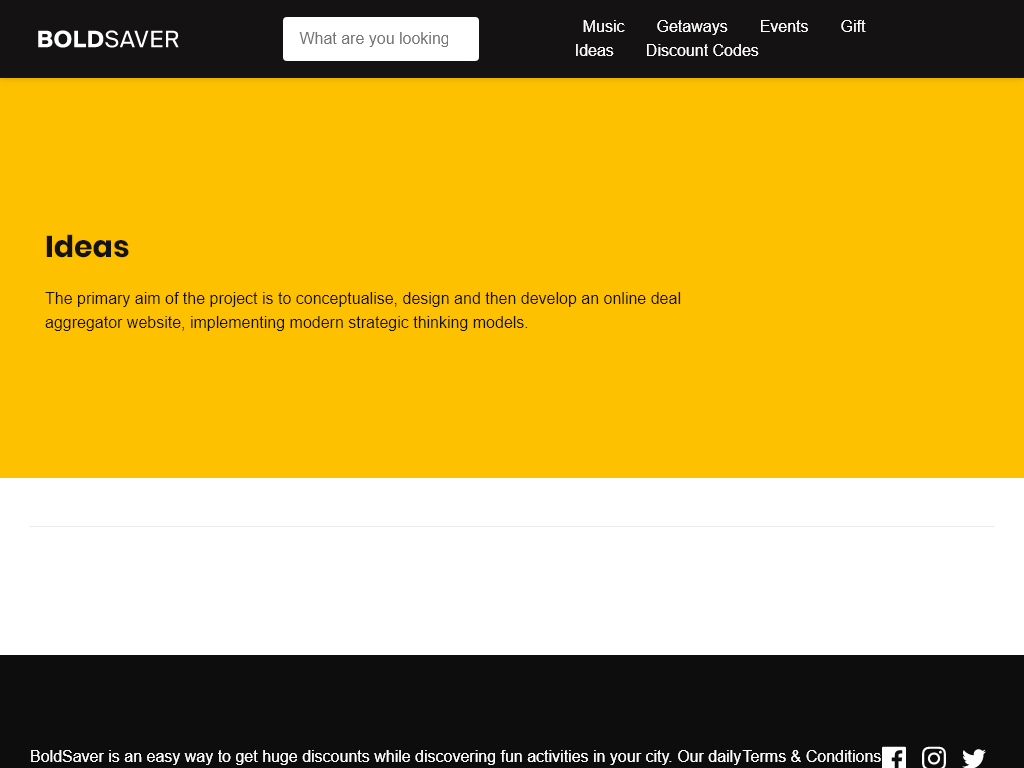 BOLDSAVER
What are you looking
Music Getaways Events Gift
Ideas Discount Codes
Ideas
The primary aim of the project is to conceptualise, design and then develop an online deal
aggregator website, implementing modern strategic thinking models.
BoldSaver is an easy way to get huge discounts while discovering fun activities in your city. Our daily
Terms & Conditions